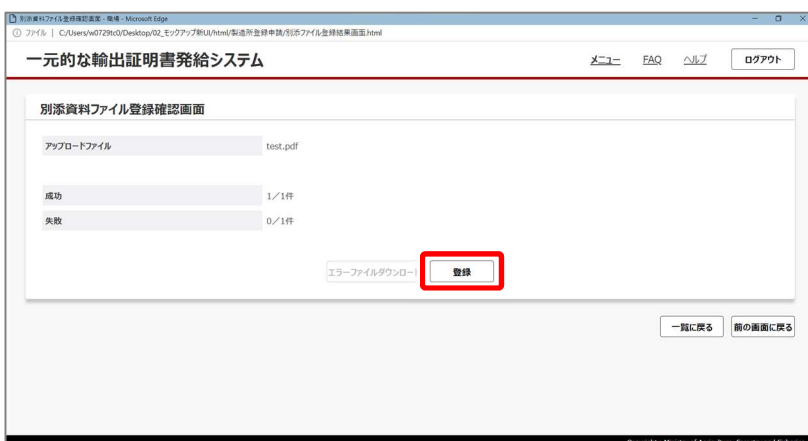 別添資料ファイル登録確認画面 - 職場 - Microsoft Edge
ファイル | C:/Users/w0729tc0/Desktop/02_モックアップ新UI/html/製造所登録申請/別添ファイル登録結果画面.html
一元的な輸出証明書発給システム
メニュー FAQ ヘルプ ログアウト
別添資料ファイル登録確認画面
アップロードファイル test.pdf
成功 1/1件
失敗 0/1件
エラーファイルダウンロー 登録
一覧に戻る 前の画面に戻る